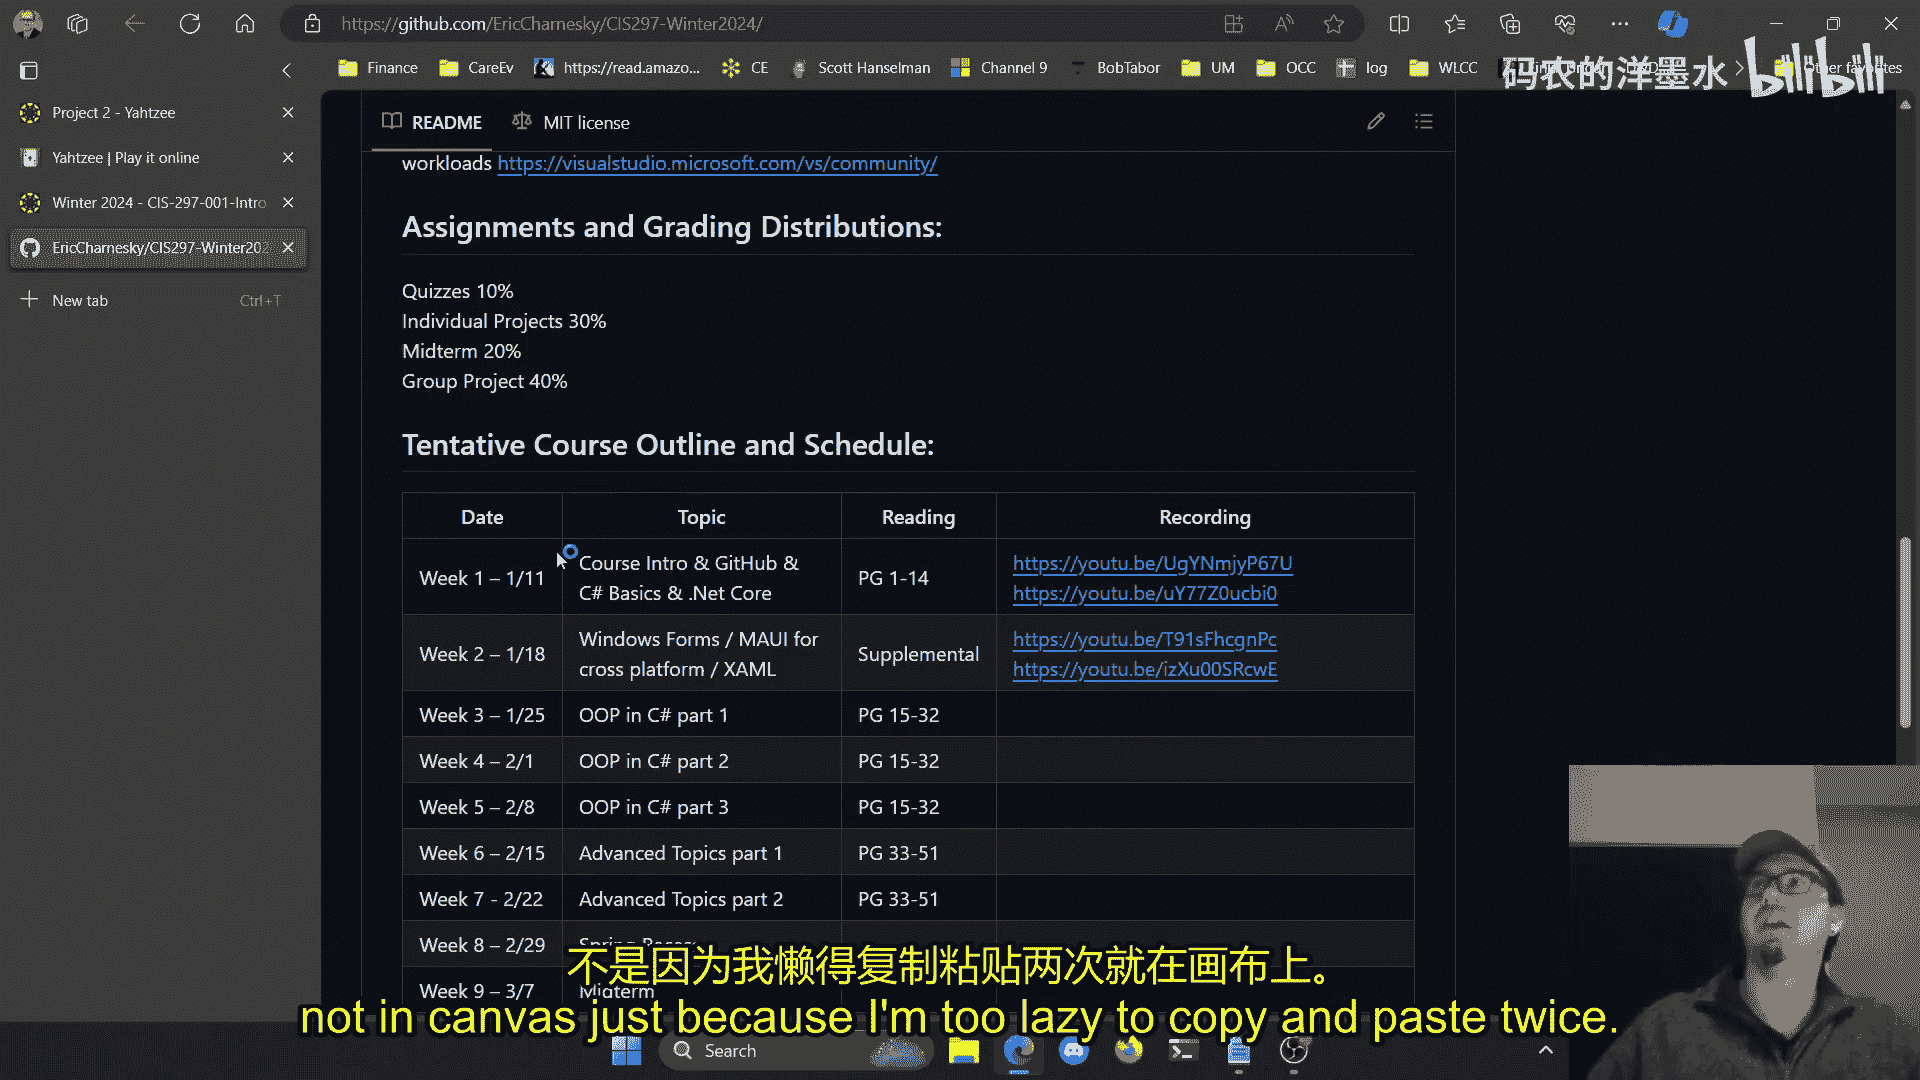 https://github.com/EricCharnesky/CIS297-Winter2024/
Finance
CareEv
https://read.amazo...
CE
Scott Hanselman
Channel 9
BobTabor
UM
OCC
log
WLCC
Other favorites
码农的洋墨水
bilibili
Project 2 - Yahtzee
Yahtzee | Play it online
Winter 2024 - CIS-297-001-Intro
EricCharnesky/CIS297-Winter202
New tab
Ctrl+T
README
MIT license
workloads https://visualstudio.microsoft.com/vs/community/
Assignments and Grading Distributions:
Quizzes 10%
Individual Projects 30%
Midterm 20%
Group Project 40%
Tentative Course Outline and Schedule:
Date Topic Reading Recording
Week 1 – 1/11
Course Intro & GitHub &
C# Basics & .Net Core
PG 1-14
https://youtu.be/UgYNmjyP67U
https://youtu.be/uY77Z0ucbi0
Week 2 – 1/18
Windows Forms / MAUI for
cross platform / XAML
Supplemental
https://youtu.be/T91sFhcgnPc
https://youtu.be/izXu00SRcwE
Week 3 – 1/25 OOP in C# part 1 PG 15-32
Week 4 – 2/1 OOP in C# part 2 PG 15-32
Week 5 – 2/8 OOP in C# part 3 PG 15-32
Week 6 – 2/15 Advanced Topics part 1 PG 33-51
Week 7 - 2/22 Advanced Topics part 2 PG 33-51
Week 8 – 2/29 Spring Recess
Week 9 – 3/7 Midterm
不是因为我懒得复制粘贴两次就在画布上。
not in canvas just because I'm too lazy to copy and paste twice.
Search